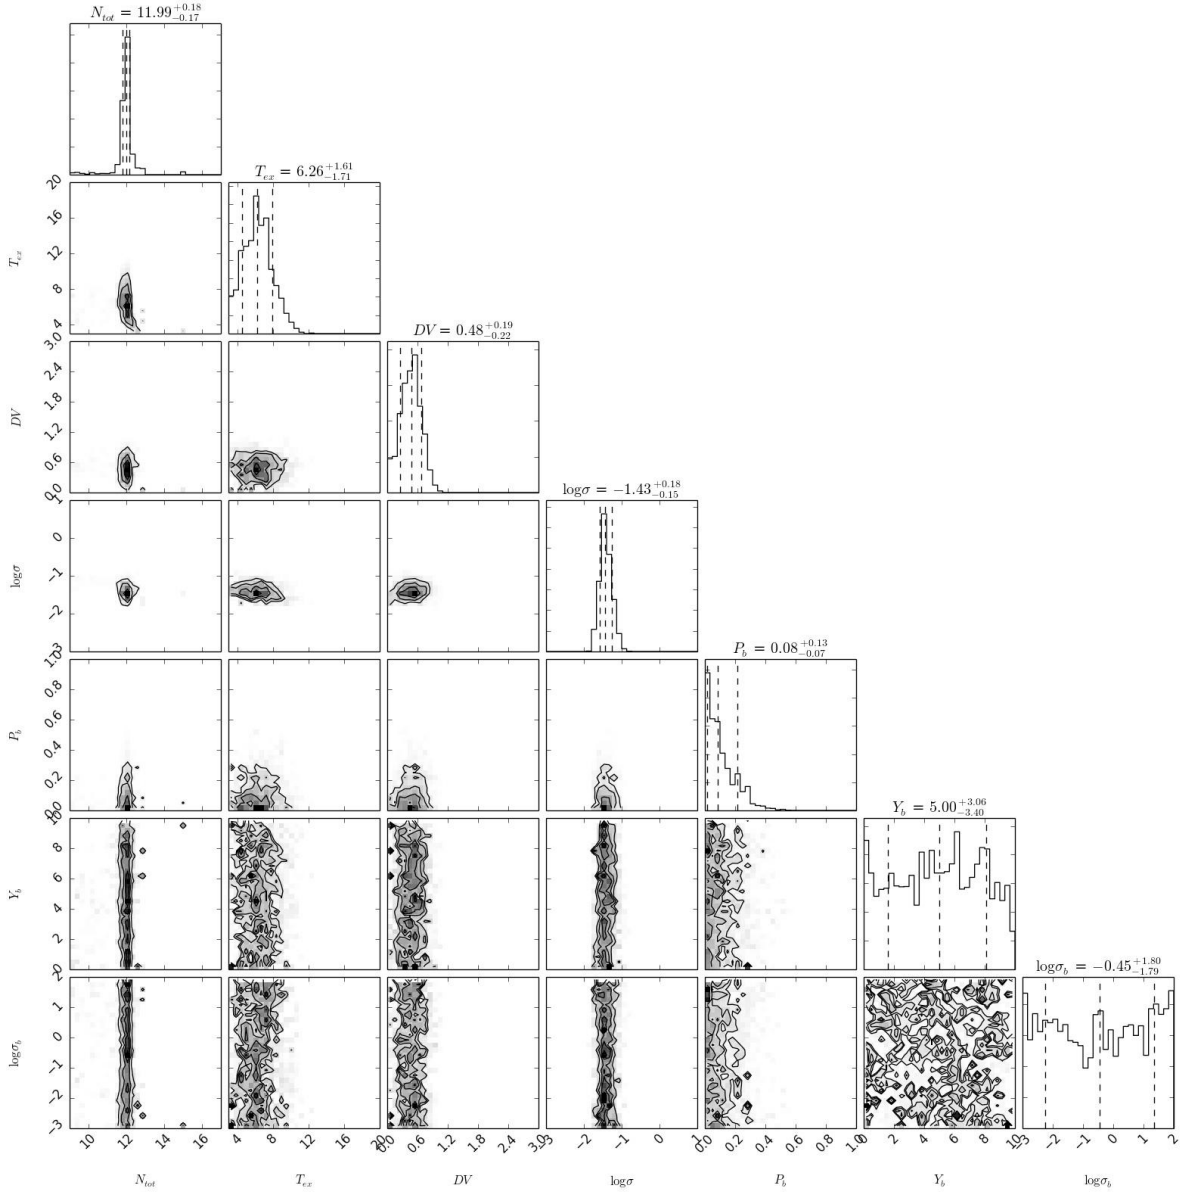 N_tot = 11.99 +0.18 −0.17
T_ex = 6.26 +1.61 −1.71
20
16
12
8
4
T_ex
DV = 0.48 +0.19 −0.22
3.0
2.4
1.8
1.2
0.6
0.0
DV
logσ = −1.43 +0.18 −0.15
1
0
−1
−2
−3
logσ
P_b = 0.08 +0.13 −0.07
1.0
0.8
0.6
0.4
0.2
0.0
P_b
Y_b = 5.00 +3.06 −3.40
10
8
6
4
2
0
Y_b
logσ_b = −0.45 +1.80 −1.79
2
1
0
−1
−2
−3
logσ_b
10 12 14 16
4 8 12 16 20
0.0 0.6 1.2 1.8 2.4 3.0
−3 −2 −1 0 1
0.0 0.2 0.4 0.6 0.8 1.0
0 2 4 6 8 10
−3 −2 −1 0 1 2
N_tot T_ex DV logσ P_b Y_b logσ_b